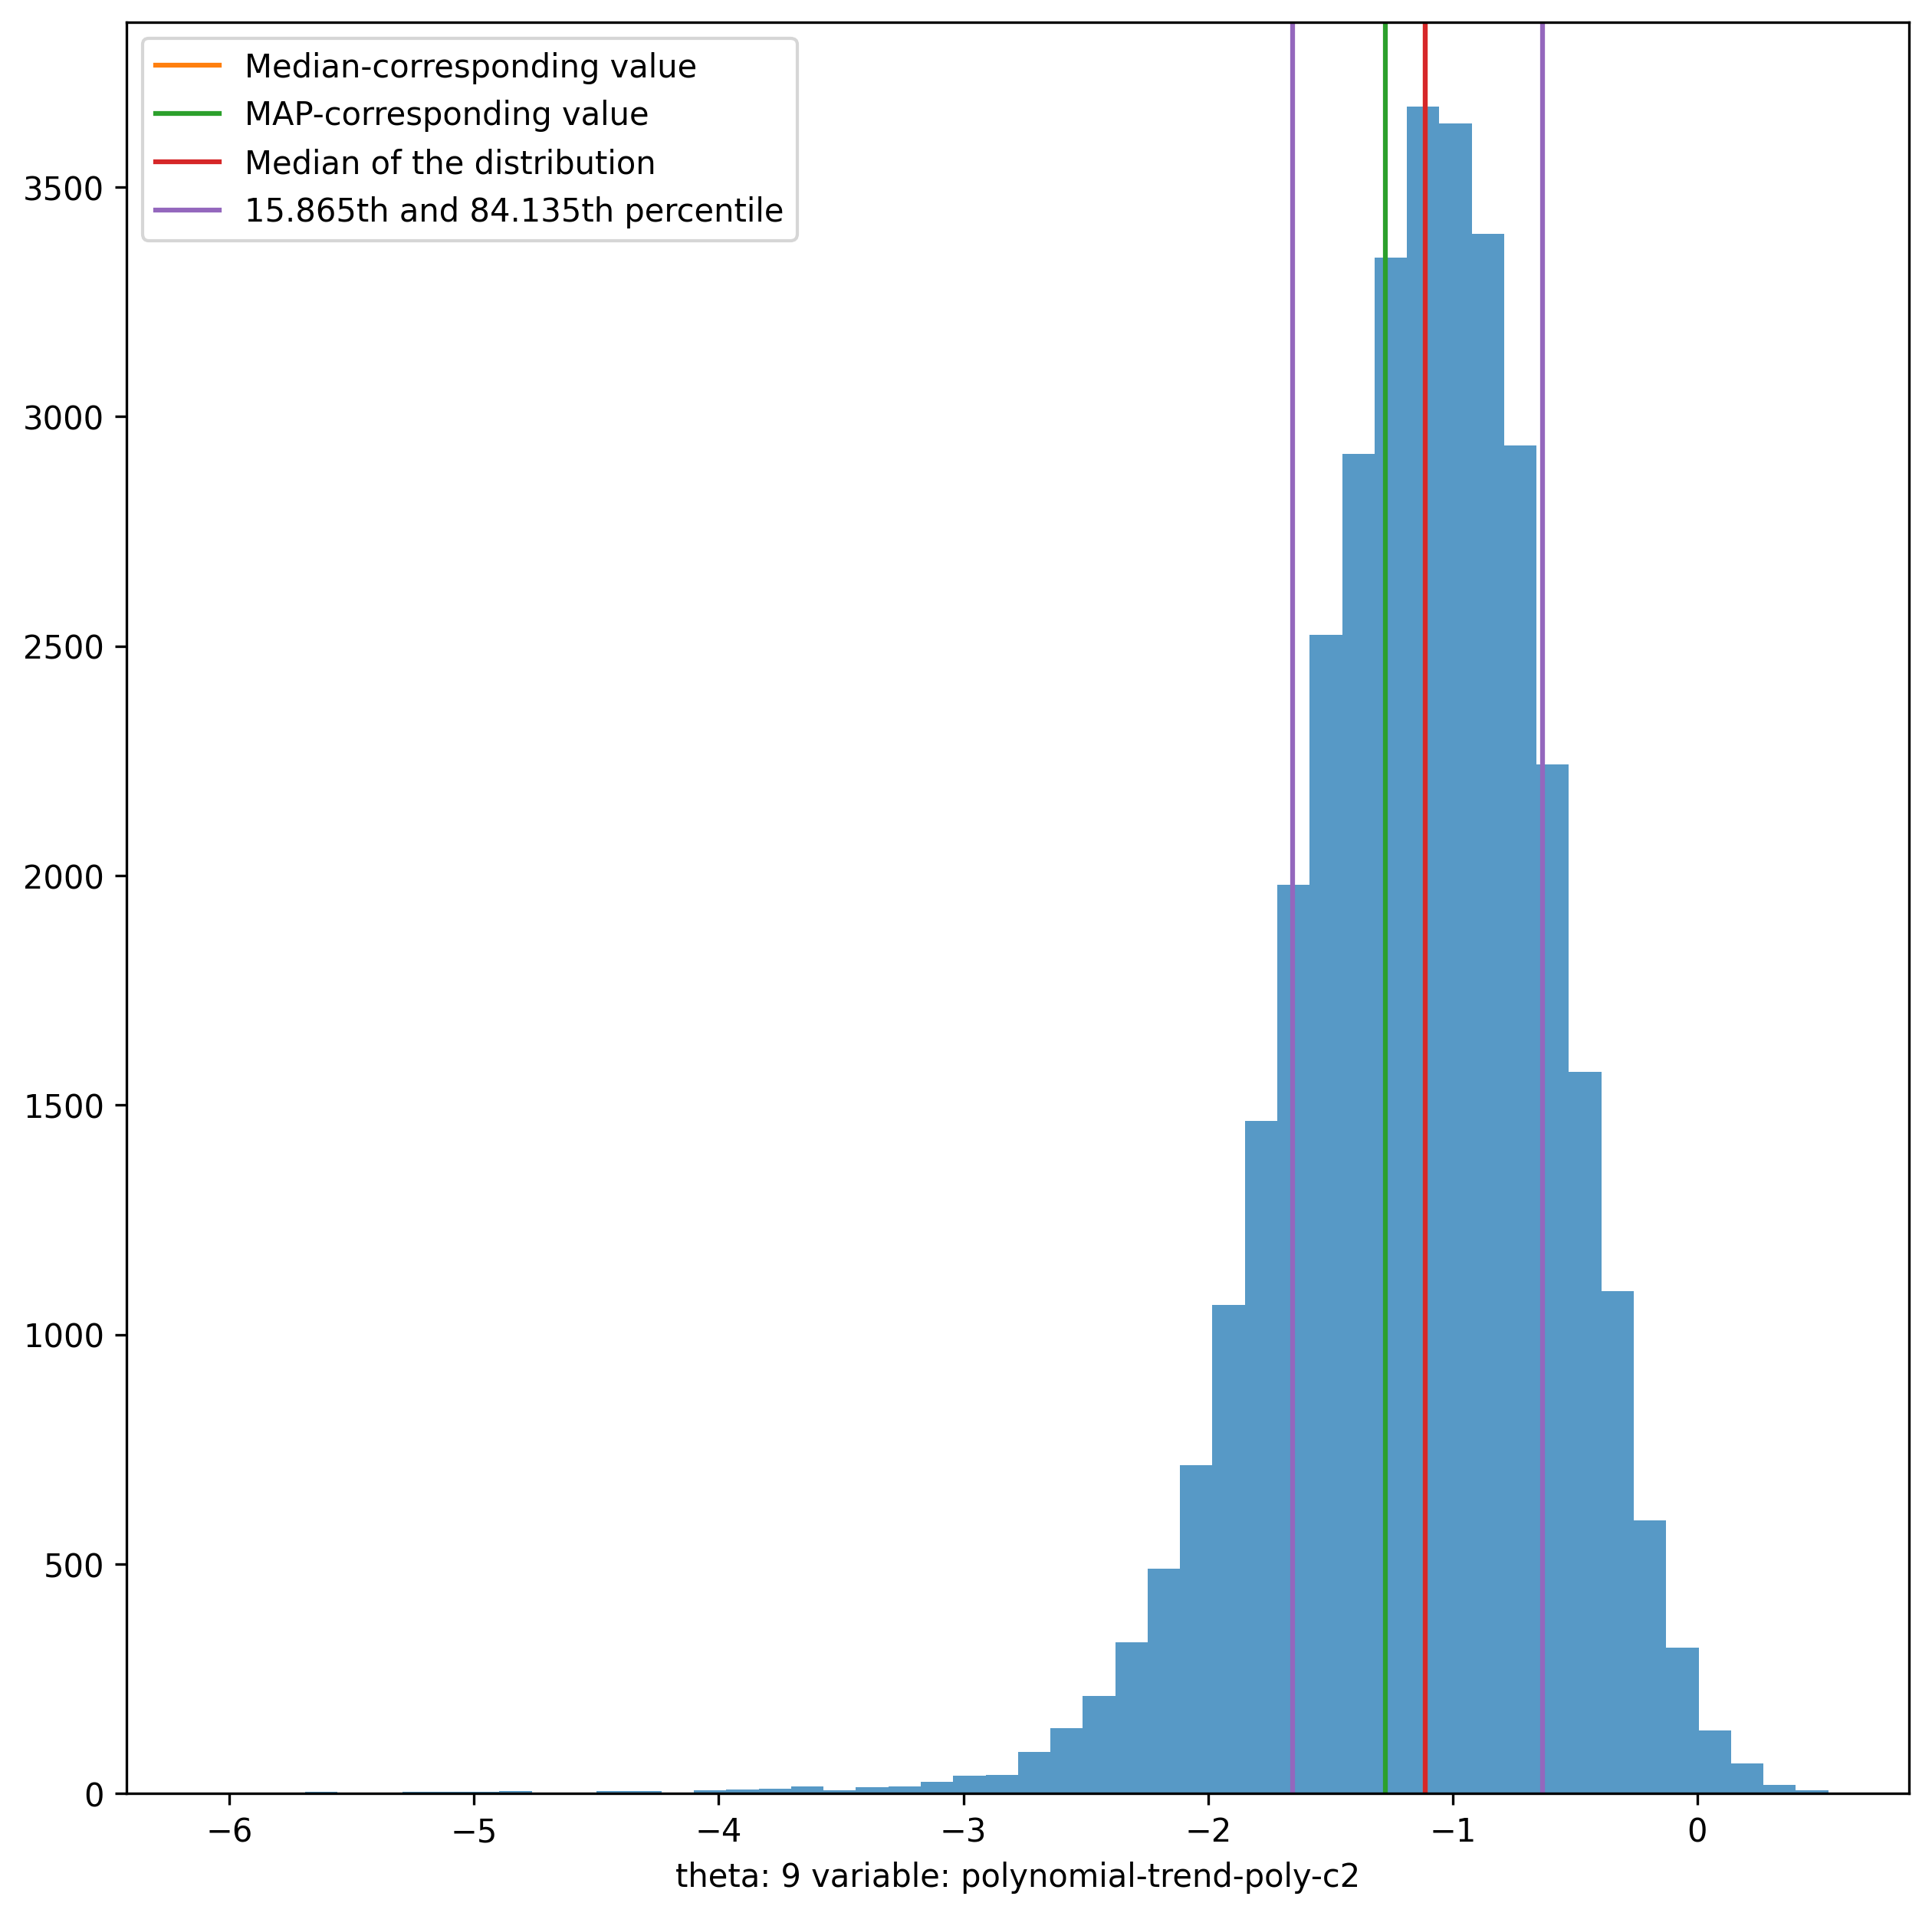 Median-corresponding value
MAP-corresponding value
Median of the distribution
15.865th and 84.135th percentile
3500
3000
2500
2000
1500
1000
500
0
−6 −5 −4 −3 −2 −1 0
theta: 9 variable: polynomial-trend-poly-c2